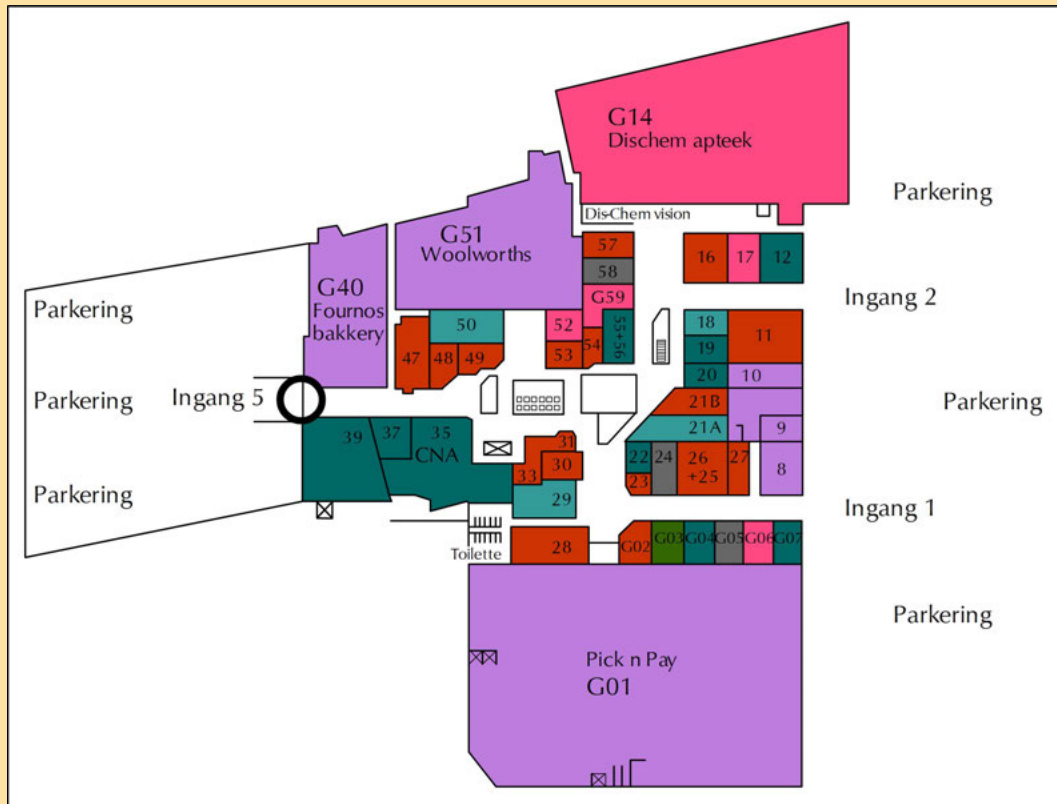 G14
Dischem apteek
Parkering
Dis-Chem vision
G51
Woolworths
57
16
17
12
58
G40
Fournos
bakkery
G59
Ingang 2
Parkering
50
52
55+56
18
11
47
48
49
53
54
19
20
10
Parkering
Ingang 5
21B
Parkering
39
37
35
CNA
21A
9
31
30
33
22
24
26
+25
27
8
23
Parkering
29
Ingang 1
Toilette
28
G02
G03
G04
G05
G06
G07
Parkering
Pick n Pay
G01